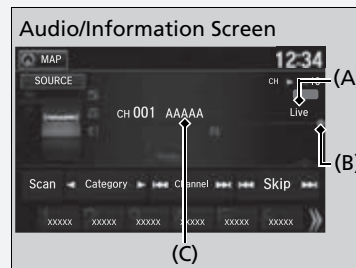 Audio/Information Screen
MAP
12:34
SOURCE
CH
(A
CH 001 AAAAA
Live
(B)
Scan Category Channel Skip
xxxxx xxxxx xxxxx xxxxx xxxxx xxxxx
(C)